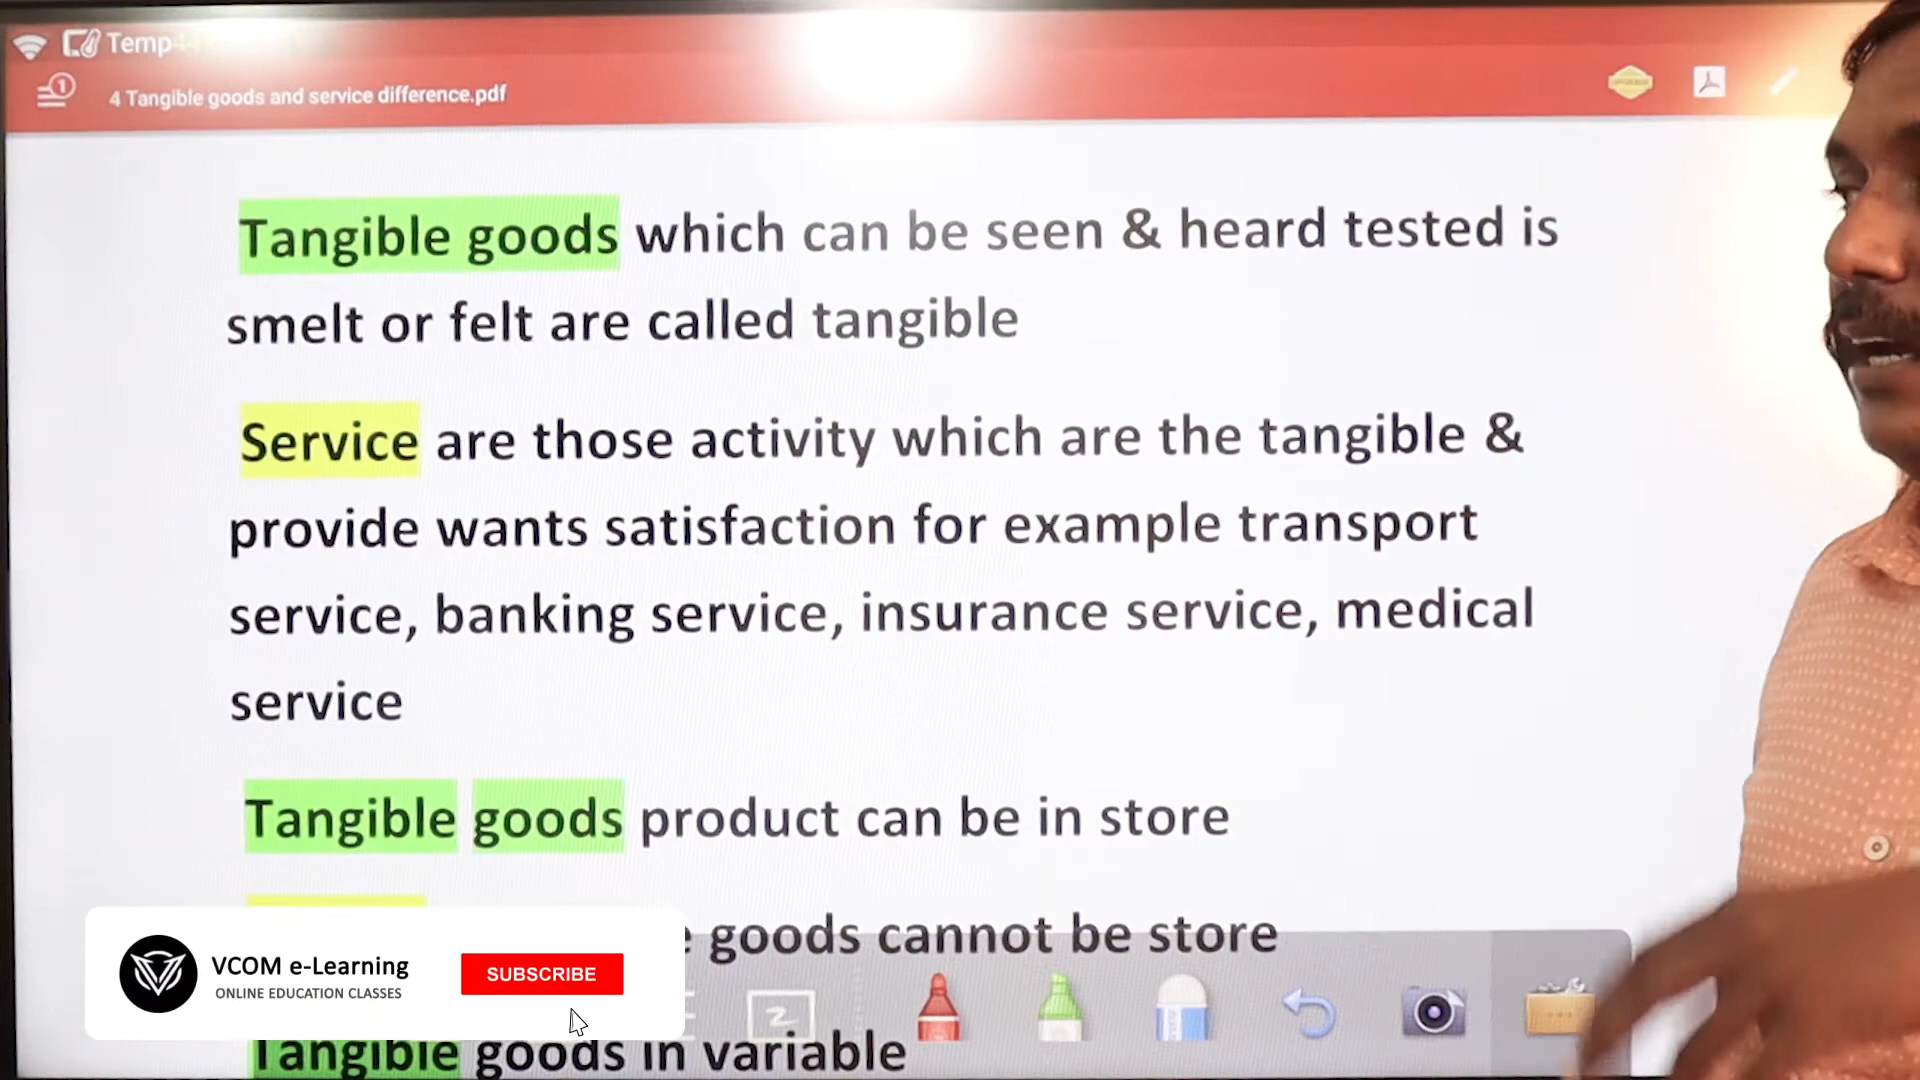 Temp
4 Tangible goods and service difference.pdf
Tangible goods which can be seen & heard tested is
smelt or felt are called tangible
Service are those activity which are the tangible &
provide wants satisfaction for example transport
service, banking service, insurance service, medical
service
Tangible goods product can be in store
goods cannot be store
VCOM e-Learning
ONLINE EDUCATION CLASSES
SUBSCRIBE
Tangible goods in variable